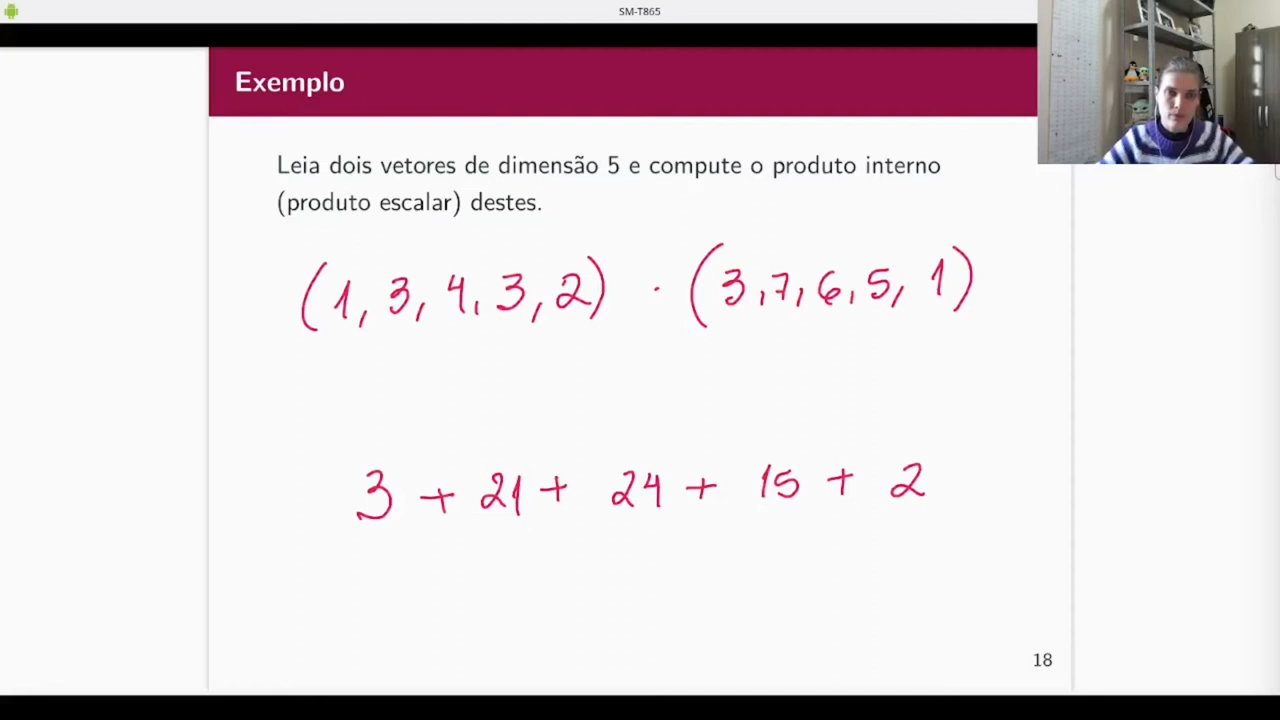 SM-T865
Exemplo
Leia dois vetores de dimensão 5 e compute o produto interno
(produto escalar) destes.
(1, 3, 4, 3, 2) · (3, 7, 6, 5, 1)
3 + 21 + 24 + 15 + 2
18